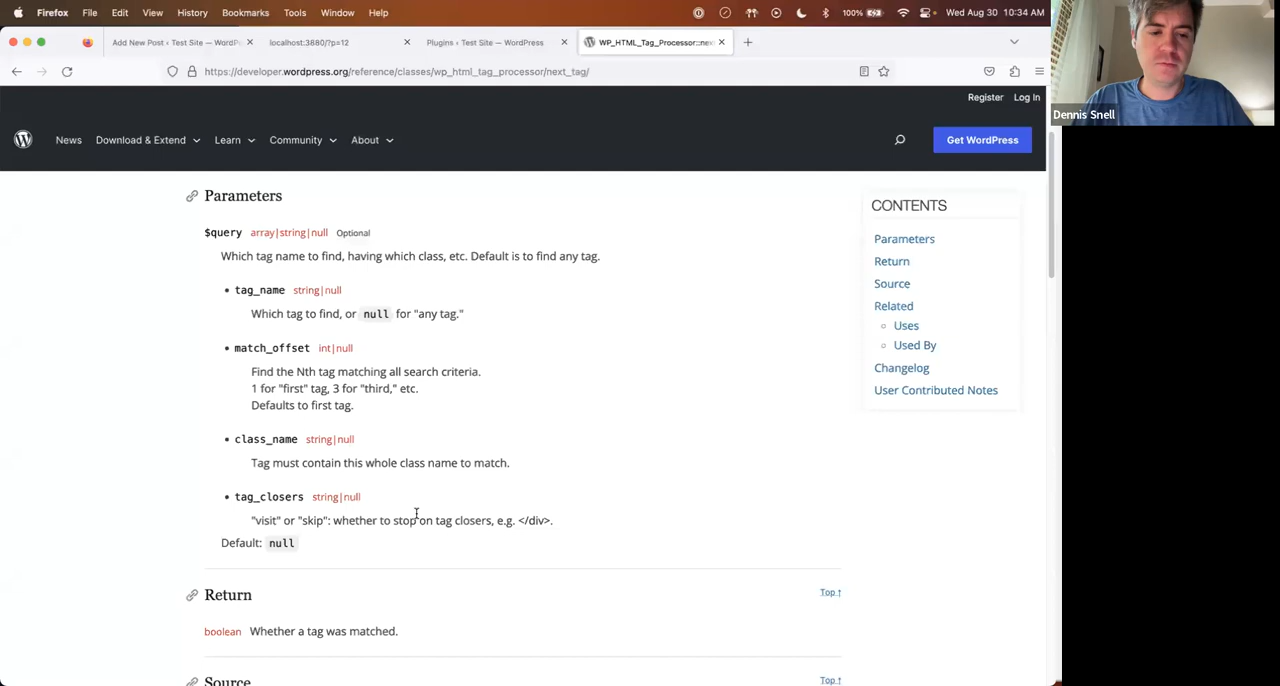 Firefox File Edit View History Bookmarks Tools Window Help 100% Wed Aug 30 10:34 AM
Add New Post ‹ Test Site — WordP localhost:3880/?p=12 Plugins ‹ Test Site — WordPress WP_HTML_Tag_Processor::nex
https://developer.wordpress.org/reference/classes/wp_html_tag_processor/next_tag/
Register Log In
Dennis Snell
News Download & Extend Learn Community About Get WordPress
Parameters
$query array|string|null Optional
Which tag name to find, having which class, etc. Default is to find any tag.
• tag_name string|null
Which tag to find, or null for "any tag."
• match_offset int|null
Find the Nth tag matching all search criteria.
1 for "first" tag, 3 for "third," etc.
Defaults to first tag.
• class_name string|null
Tag must contain this whole class name to match.
• tag_closers string|null
"visit" or "skip": whether to stop on tag closers, e.g. </div>.
Default: null
Return Top ↑
boolean Whether a tag was matched.
Source Top ↑
CONTENTS
Parameters
Return
Source
Related
Uses
Used By
Changelog
User Contributed Notes